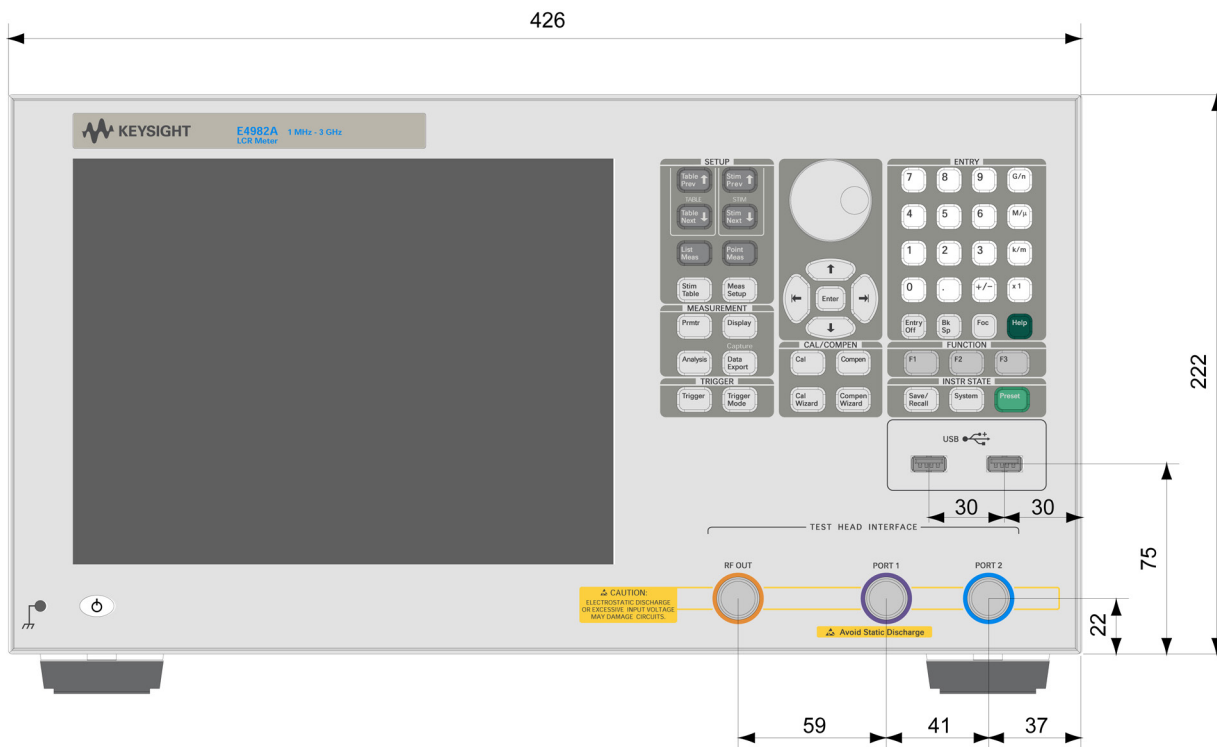 426
KEYSIGHT
E4982A 1 MHz - 3 GHz
LCR Meter
SETUP
Table Prev ↑
Stim Prev ↑
TABLE
STIM
Table Next ↓
Stim Next ↓
List Meas
Point Meas
Stim Table
Meas Setup
MEASUREMENT
Prmtr
Display
Capture
Analysis
Data Export
TRIGGER
Trigger
Trigger Mode
Enter
CAL/COMPEN
Cal
Compen
Cal Wizard
Compen Wizard
ENTRY
7 8 9 G/n
4 5 6 M/μ
1 2 3 k/m
0 . +/− x1
Entry Off
Bk Sp
Foc
Help
FUNCTION
F1 F2 F3
INSTR STATE
Save/ Recall
System
Preset
USB
222
30
30
75
TEST HEAD INTERFACE
RF OUT
PORT 1
PORT 2
CAUTION:
ELECTROSTATIC DISCHARGE
OR EXCESSIVE INPUT VOLTAGE
MAY DAMAGE CIRCUITS.
Avoid Static Discharge
22
59
41
37